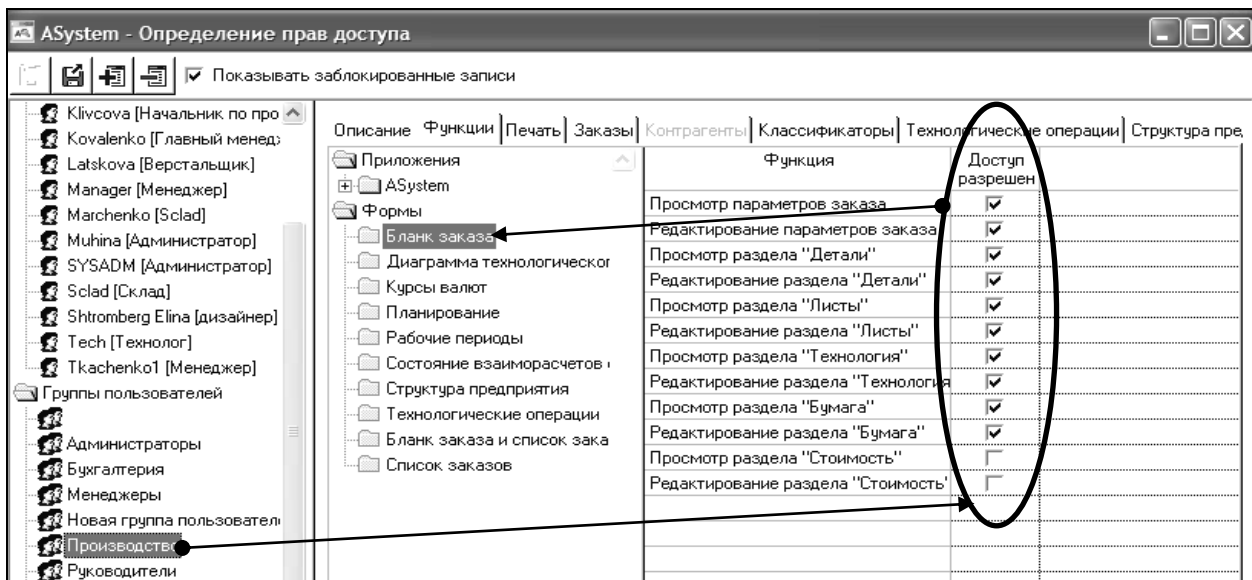 ASystem - Определение прав доступа
Показывать заблокированные записи
Klivcova [Начальник по про
Kovalenko [Главный менед
Latskova [Верстальщик]
Manager [Менеджер]
Marchenko [Sclad]
Muhina [Администратор]
SYSADM [Администратор]
Sclad [Склад]
Shtromberg Elina [дизайнер]
Tech [Технолог]
Tkachenko1 [Менеджер]
Группы пользователей
Администраторы
Бухгалтерия
Менеджеры
Новая группа пользовател
Производство
Руководители
Описание Функции Печать Заказы Контрагенты Классификаторы Технологические операции Структура пре
Приложения
ASystem
Формы
Бланк заказа
Диаграмма технологическог
Курсы валют
Планирование
Рабочие периоды
Состояние взаиморасчетов
Структура предприятия
Технологические операции
Бланк заказа и список зака
Список заказов
Функция
Доступ
разрешен
Просмотр параметров заказа
Редактирование параметров заказа
Просмотр раздела "Детали"
Редактирование раздела "Детали"
Просмотр раздела "Листы"
Редактирование раздела "Листы"
Просмотр раздела "Технология"
Редактирование раздела "Технология
Просмотр раздела "Бумага"
Редактирование раздела "Бумага"
Просмотр раздела "Стоимость"
Редактирование раздела "Стоимость"